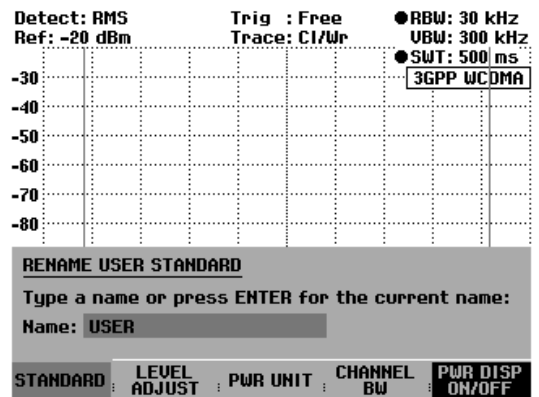 Detect: RMS Trig : Free ●RBW: 30 kHz
Ref: -20 dBm Trace: Cl/Wr VBW: 300 kHz
●SWT: 500 ms
-30 3GPP WCDMA
-40
-50
-60
-70
-80
RENAME USER STANDARD
Type a name or press ENTER for the current name:
Name: USER
STANDARD LEVEL ADJUST PWR UNIT CHANNEL BW PWR DISP ON/OFF